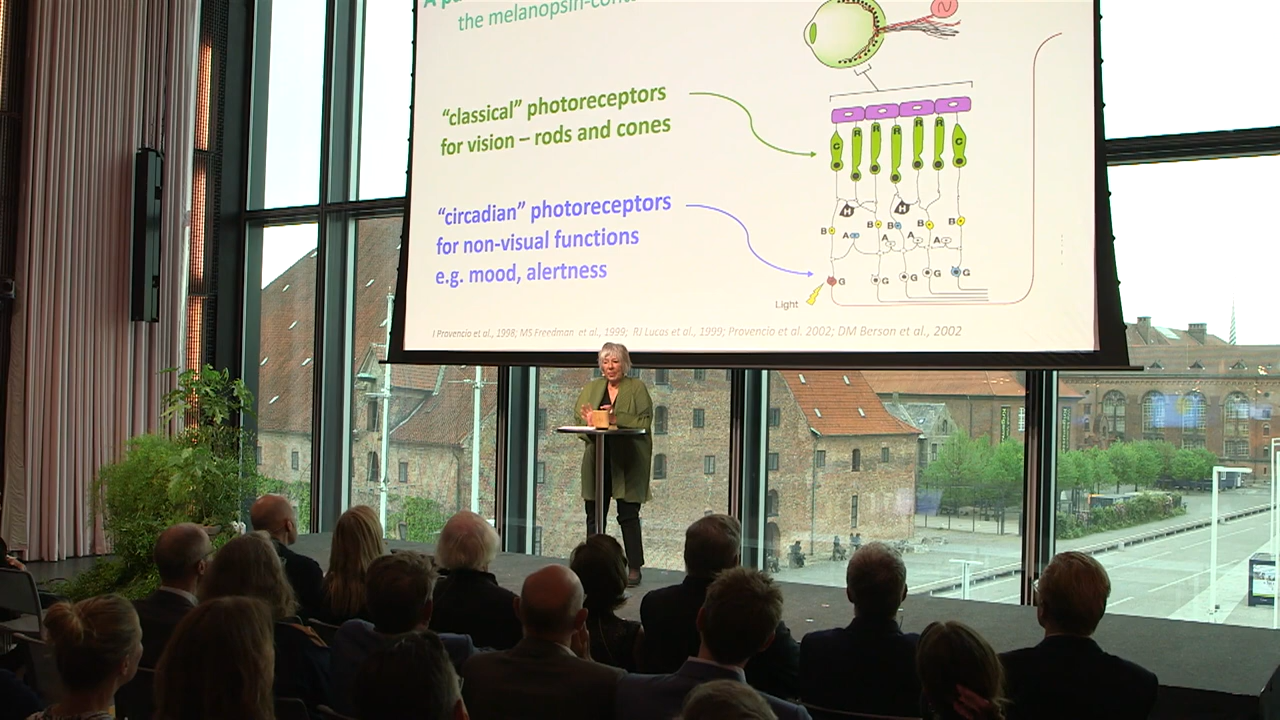 the melanopsin-cont
N
"classical" photoreceptors
for vision – rods and cones
C R R R R R C
H H
"circadian" photoreceptors
for non-visual functions
e.g. mood, alertness
B A B B B B
A A A
G G G G G
Light
I Provencio et al., 1998; MS Freedman et al., 1999; RJ Lucas et al., 1999; Provencio et al. 2002; DM Berson et al., 2002